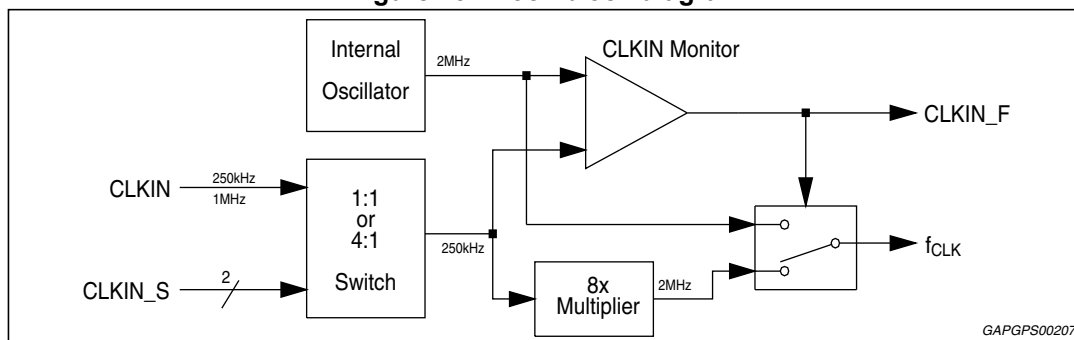 Internal
Oscillator
2MHz
CLKIN Monitor
CLKIN_F
CLKIN
250kHz
1MHz
1:1
or
4:1
Switch
250kHz
CLKIN_S
2
8x
Multiplier
2MHz
fCLK
GAPGPS00207